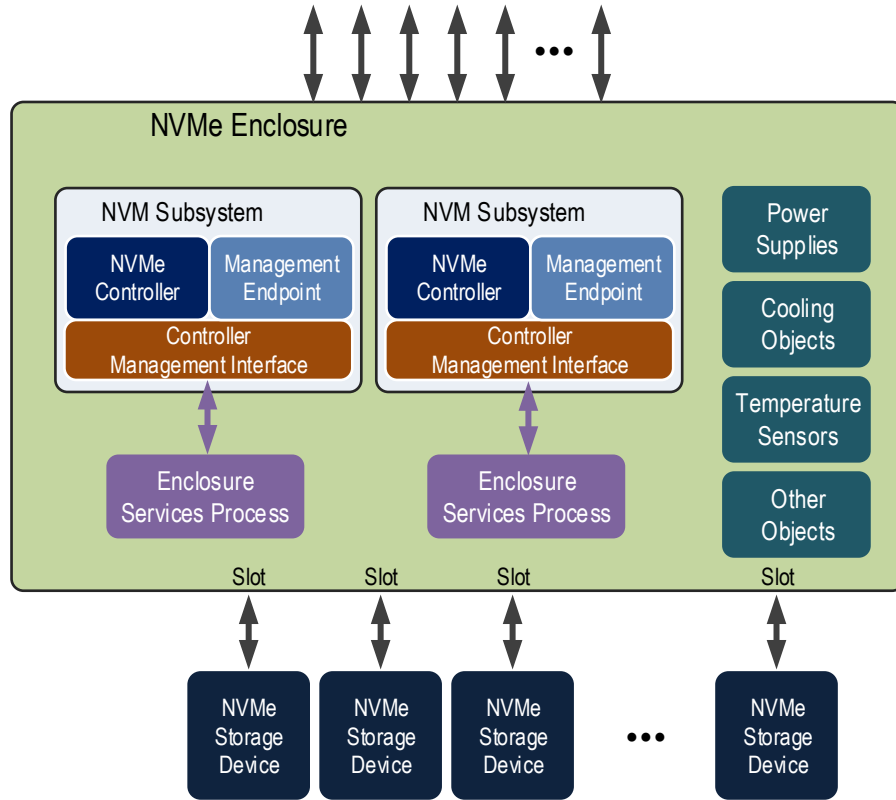 •••
NVMe Enclosure
NVM Subsystem
NVMe
Controller
Management
Endpoint
Controller
Management Interface
Enclosure
Services Process
NVM Subsystem
NVMe
Controller
Management
Endpoint
Controller
Management Interface
Enclosure
Services Process
Power
Supplies
Cooling
Objects
Temperature
Sensors
Other
Objects
Slot
Slot
Slot
Slot
NVMe
Storage
Device
NVMe
Storage
Device
NVMe
Storage
Device
•••
NVMe
Storage
Device